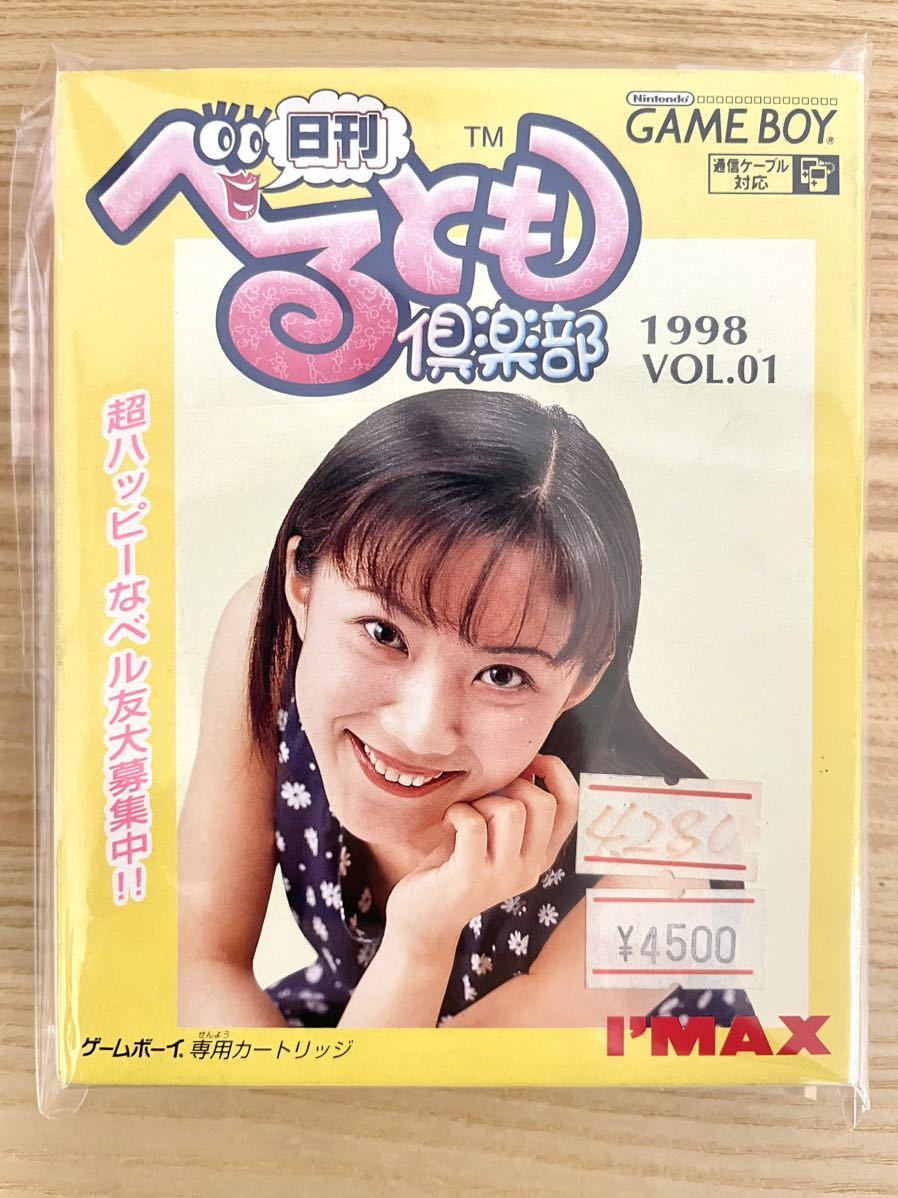 日刊
べるとも
TM
倶楽部
Nintendo
GAME BOY®
通信ケーブル
対応
1998
VOL.01
超ハッピーなベル友大募集中!!
4280
¥4500
I'MAX
せんよう
ゲームボーイ® 専用カートリッジ